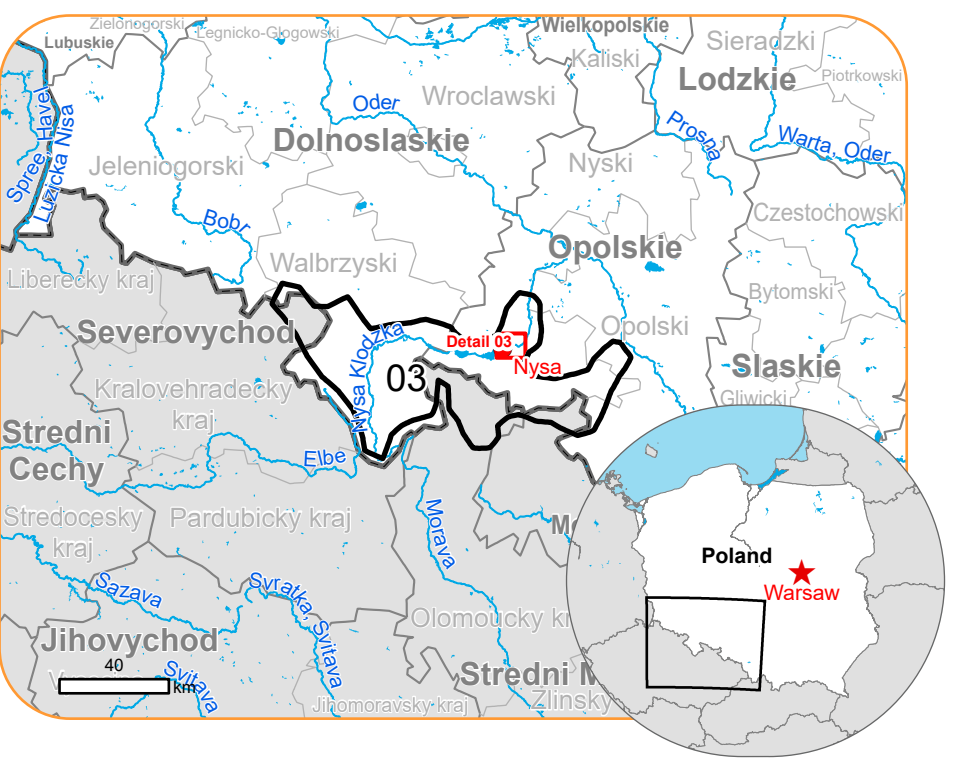 Zielonogorski
Legnicko-Glogowski
Lubuskie
Wielkopolskie
Sieradzki
Kaliski
Lodzkie
Piotrkowski
Oder
Wroclawski
Spree, Havel
Luzicka Nisa
Prosna
Warta, Oder
Dolnoslaskie
Jeleniogorski
Nyski
Bobr
Czestochowski
Opolskie
Walbrzyski
Liberecky kraj
Bytomski
Severovychod
Nysa Klodzka
Detail 03
Opolski
Nysa
Slaskie
03
Kralovehradecky
kraj
Gliwicki
Stredni
Cechy
Elbe
Stredocesky
kraj
Pardubicky kraj
Morava
Poland
Warsaw
Sazava
Svratka, Svitava
Olomoucky
Jihovychod
40
km
Svitava
Stredni
Jihomoravsky kraj
Zlinsky